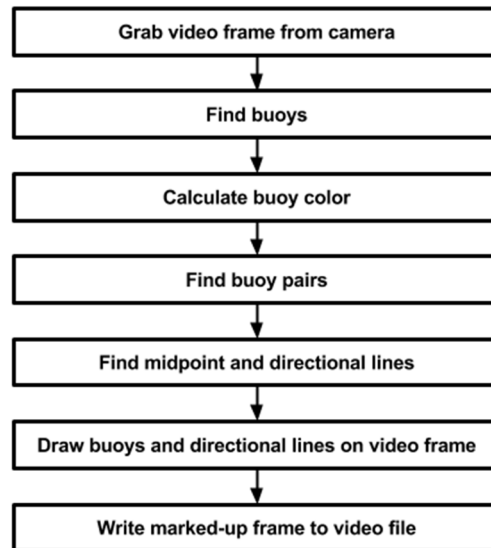 Grab video frame from camera
Find buoys
Calculate buoy color
Find buoy pairs
Find midpoint and directional lines
Draw buoys and directional lines on video frame
Write marked-up frame to video file